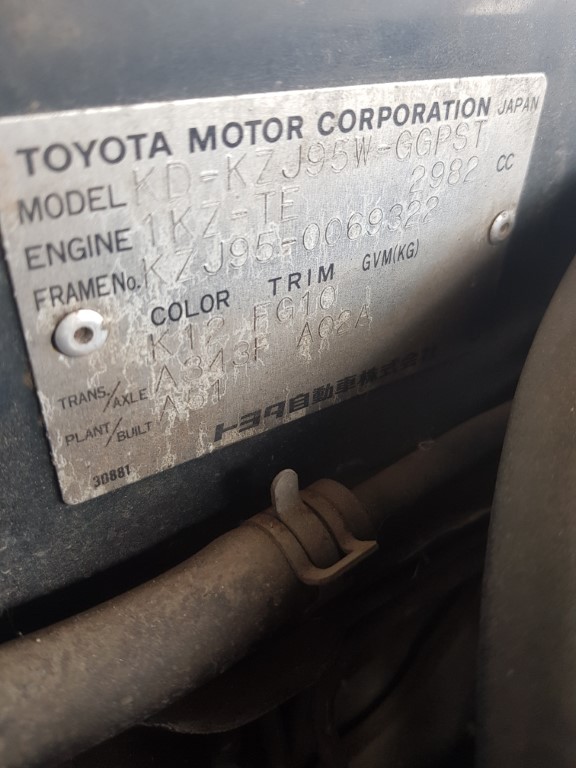 TOYOTA MOTOR CORPORATION JAPAN
MODEL KD-KZJ95W-GGPST
ENGINE 1KZ-TE 2982 CC
FRAME No. KZJ95-0069322
COLOR TRIM GVM(KG)
K12 FG10
TRANS./AXLE A343F A02A
PLANT/BUILT
トヨタ自動車株式会社
30881